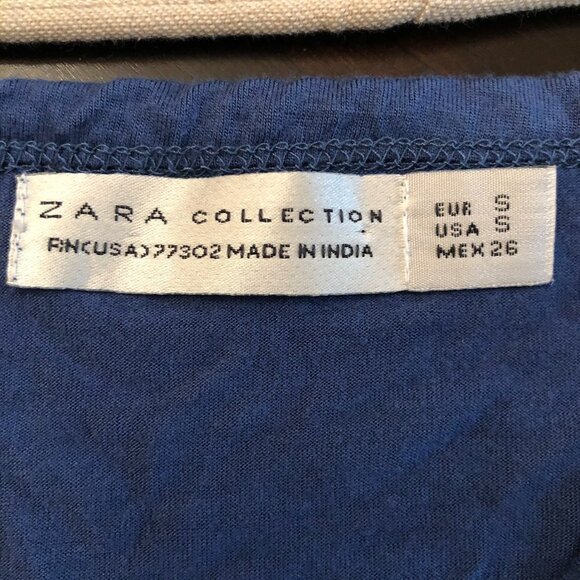 ZARA COLLECTION
RN(USA)77302 MADE IN INDIA
EUR S
USA S
MEX 26